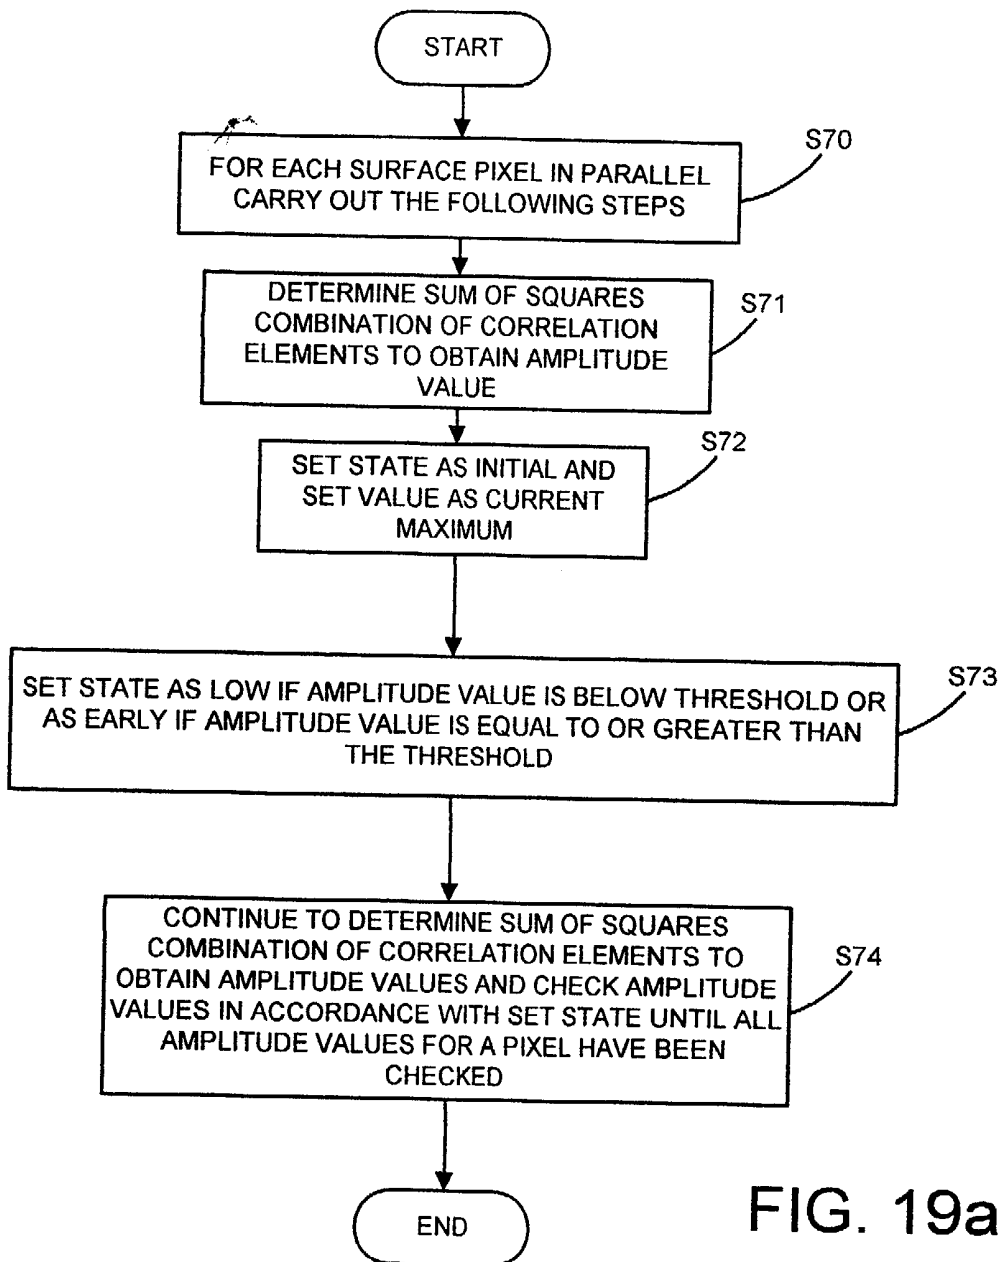 START
S70
FOR EACH SURFACE PIXEL IN PARALLEL
CARRY OUT THE FOLLOWING STEPS
S71
DETERMINE SUM OF SQUARES
COMBINATION OF CORRELATION
ELEMENTS TO OBTAIN AMPLITUDE
VALUE
S72
SET STATE AS INITIAL AND
SET VALUE AS CURRENT
MAXIMUM
S73
SET STATE AS LOW IF AMPLITUDE VALUE IS BELOW THRESHOLD OR
AS EARLY IF AMPLITUDE VALUE IS EQUAL TO OR GREATER THAN
THE THRESHOLD
S74
CONTINUE TO DETERMINE SUM OF SQUARES
COMBINATION OF CORRELATION ELEMENTS TO
OBTAIN AMPLITUDE VALUES AND CHECK AMPLITUDE
VALUES IN ACCORDANCE WITH SET STATE UNTIL ALL
AMPLITUDE VALUES FOR A PIXEL HAVE BEEN
CHECKED
END
FIG. 19a